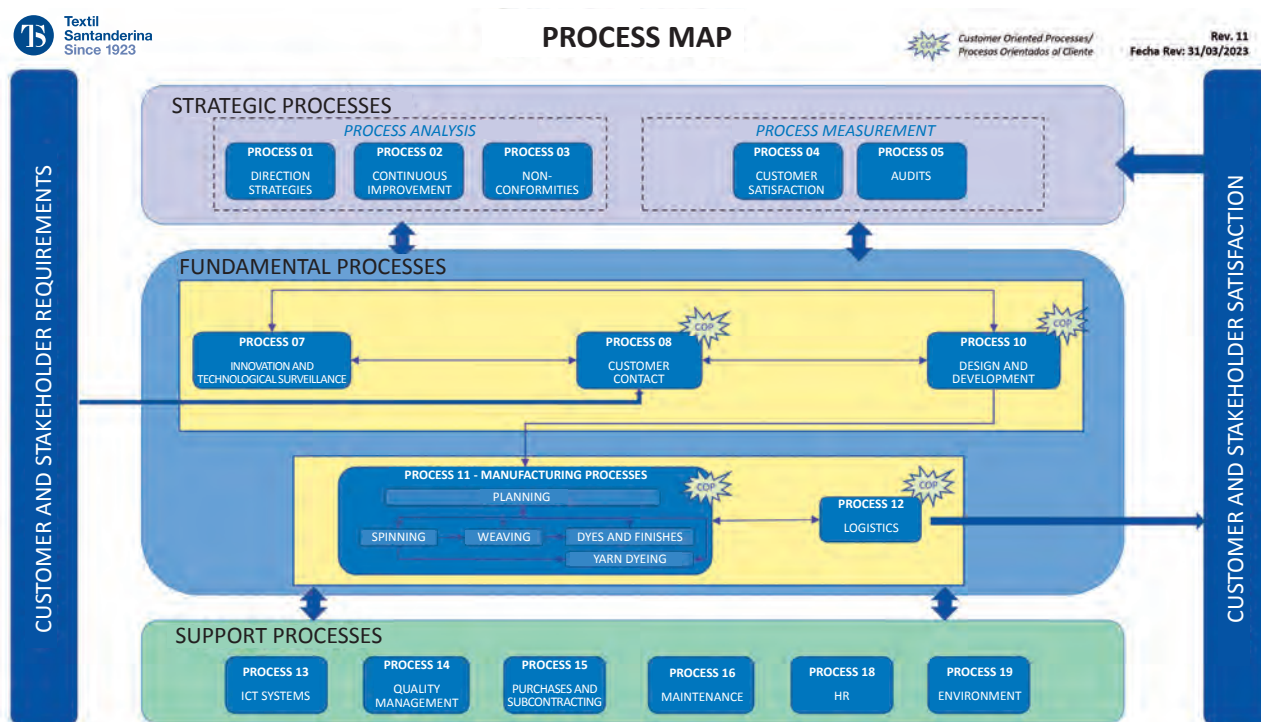 TS
Textil
Santanderina
Since 1923
PROCESS MAP
COP
Customer Oriented Processes/
Procesos Orientados al Cliente
Rev. 11
Fecha Rev: 31/03/2023
CUSTOMER AND STAKEHOLDER REQUIREMENTS
STRATEGIC PROCESSES
PROCESS ANALYSIS
PROCESS 01
DIRECTION
STRATEGIES
PROCESS 02
CONTINUOUS
IMPROVEMENT
PROCESS 03
NON-
CONFORMITIES
PROCESS MEASUREMENT
PROCESS 04
CUSTOMER
SATISFACTION
PROCESS 05
AUDITS
FUNDAMENTAL PROCESSES
PROCESS 07
INNOVATION AND
TECHNOLOGICAL SURVEILLANCE
COP
PROCESS 08
CUSTOMER
CONTACT
COP
PROCESS 10
DESIGN AND
DEVELOPMENT
PROCESS 11 - MANUFACTURING PROCESSES
COP
PLANNING
SPINNING
WEAVING
DYES AND FINISHES
YARN DYEING
COP
PROCESS 12
LOGISTICS
SUPPORT PROCESSES
PROCESS 13
ICT SYSTEMS
PROCESS 14
QUALITY
MANAGEMENT
PROCESS 15
PURCHASES AND
SUBCONTRACTING
PROCESS 16
MAINTENANCE
PROCESS 18
HR
PROCESS 19
ENVIRONMENT
CUSTOMER AND STAKEHOLDER SATISFACTION